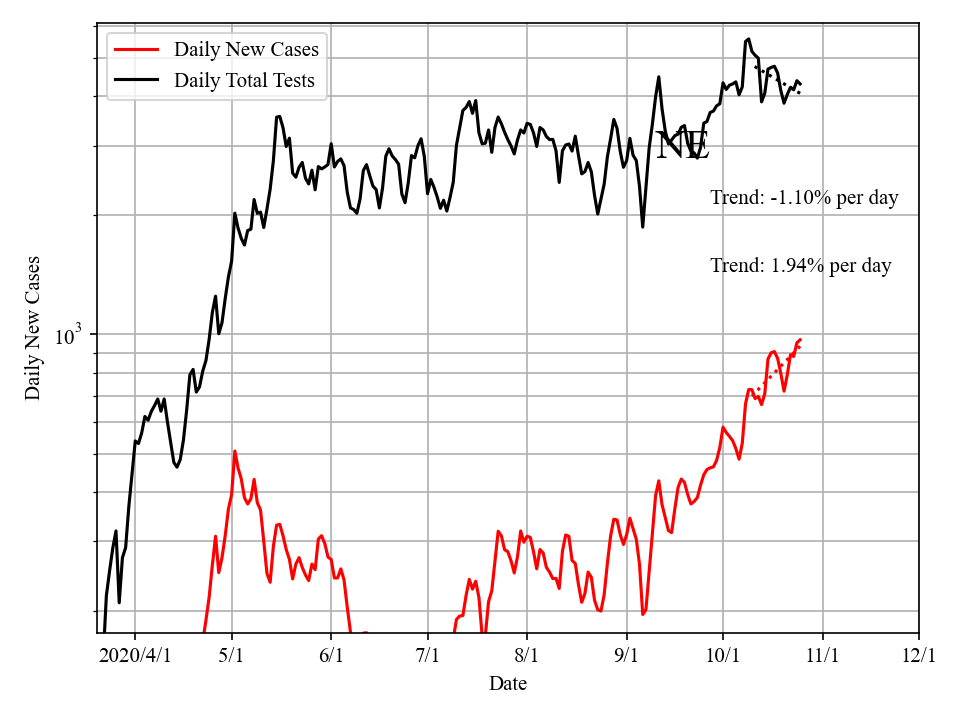 Daily New Cases
Daily Total Tests
NE
Trend: -1.10% per day
Trend: 1.94% per day
Daily New Cases
10³
2020/4/1 5/1 6/1 7/1 8/1 9/1 10/1 11/1 12/1
Date